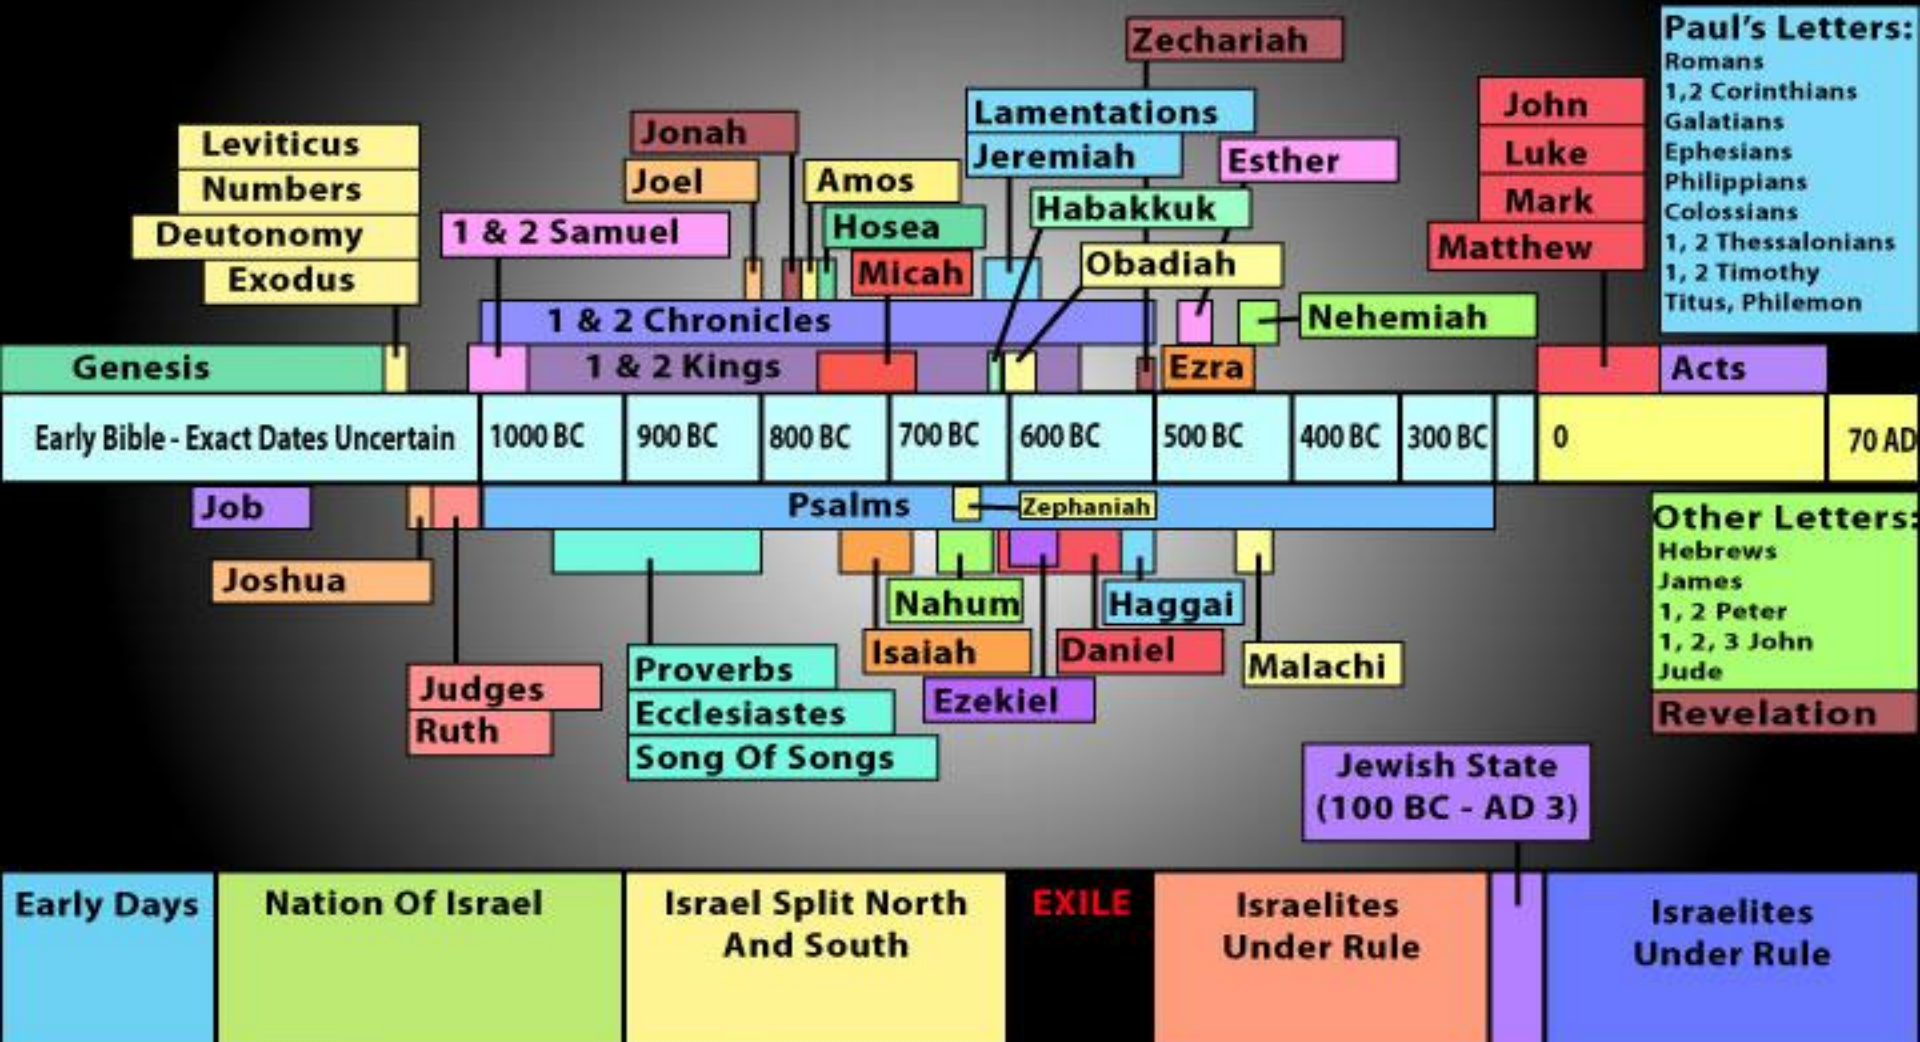 Zechariah
Paul's Letters:
Romans
1,2 Corinthians
Galatians
Ephesians
Philippians
Colossians
1, 2 Thessalonians
1, 2 Timothy
Titus, Philemon
John
Luke
Mark
Matthew
Lamentations
Jeremiah
Esther
Habakkuk
Obadiah
Jonah
Joel
Amos
Hosea
Micah
Leviticus
Numbers
Deutonomy
Exodus
1 & 2 Samuel
1 & 2 Chronicles
Nehemiah
Genesis
1 & 2 Kings
Ezra
Acts
Early Bible - Exact Dates Uncertain
1000 BC
900 BC
800 BC
700 BC
600 BC
500 BC
400 BC
300 BC
0
70 AD
Job
Psalms
Zephaniah
Joshua
Nahum
Haggai
Isaiah
Daniel
Malachi
Ezekiel
Judges
Ruth
Proverbs
Ecclesiastes
Song Of Songs
Other Letters:
Hebrews
James
1, 2 Peter
1, 2, 3 John
Jude
Revelation
Jewish State
(100 BC - AD 3)
Early Days
Nation Of Israel
Israel Split North
And South
EXILE
Israelites
Under Rule
Israelites
Under Rule